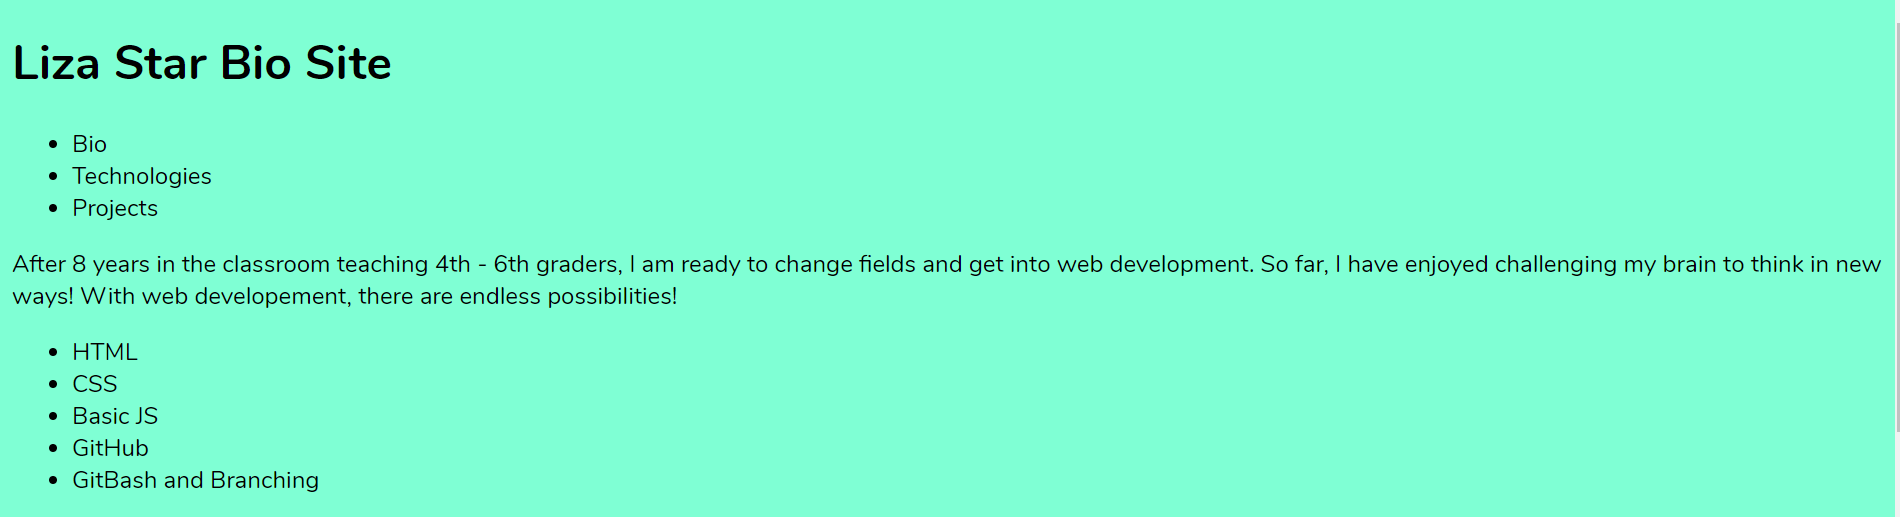 Liza Star Bio Site
• Bio
• Technologies
• Projects
After 8 years in the classroom teaching 4th - 6th graders, I am ready to change fields and get into web development. So far, I have enjoyed challenging my brain to think in new
ways! With web developement, there are endless possibilities!
• HTML
• CSS
• Basic JS
• GitHub
• GitBash and Branching